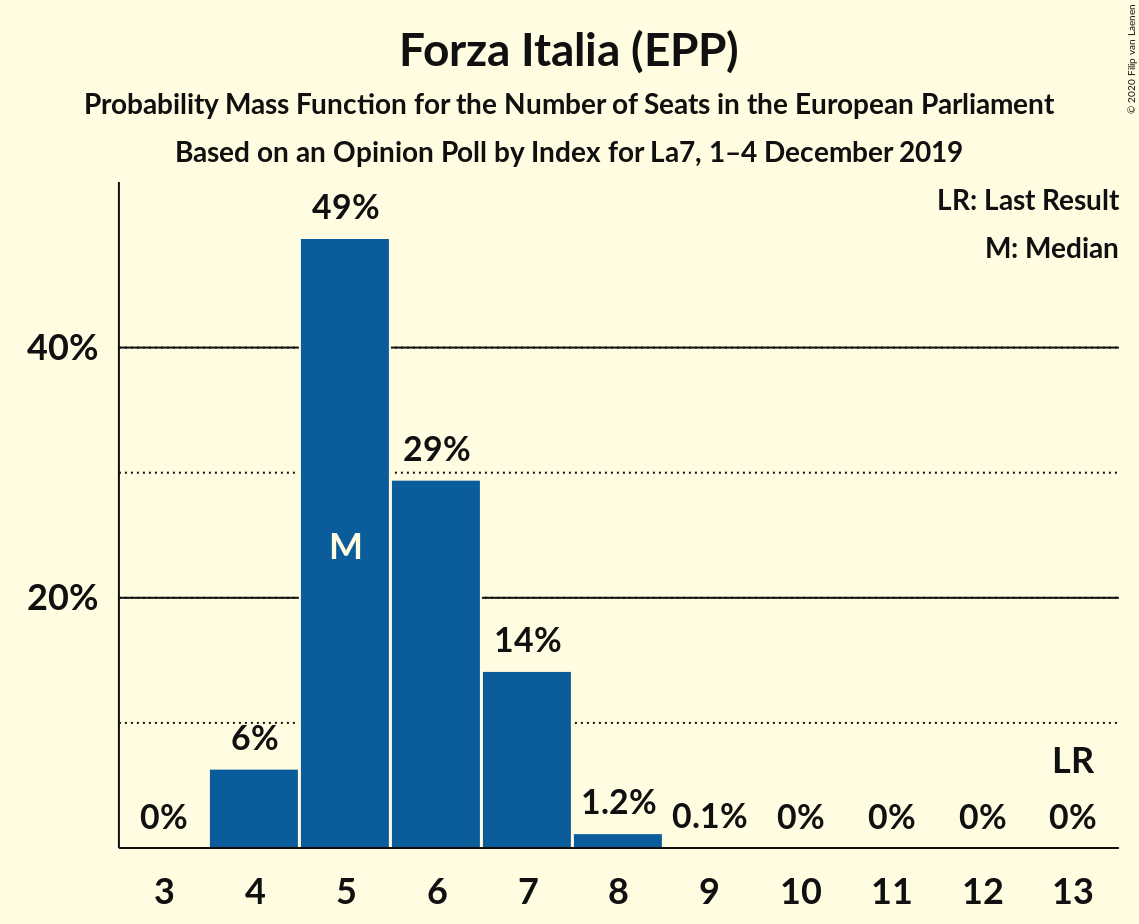 Forza Italia (EPP)
Probability Mass Function for the Number of Seats in the European Parliament
Based on an Opinion Poll by Index for La7, 1–4 December 2019
© 2020 Filip van Laenen
LR: Last Result
M: Median
49%
40%
29%
M
20%
14%
6%
LR
0%
1.2%
0.1%
0%
0%
0%
0%
3 4 5 6 7 8 9 10 11 12 13